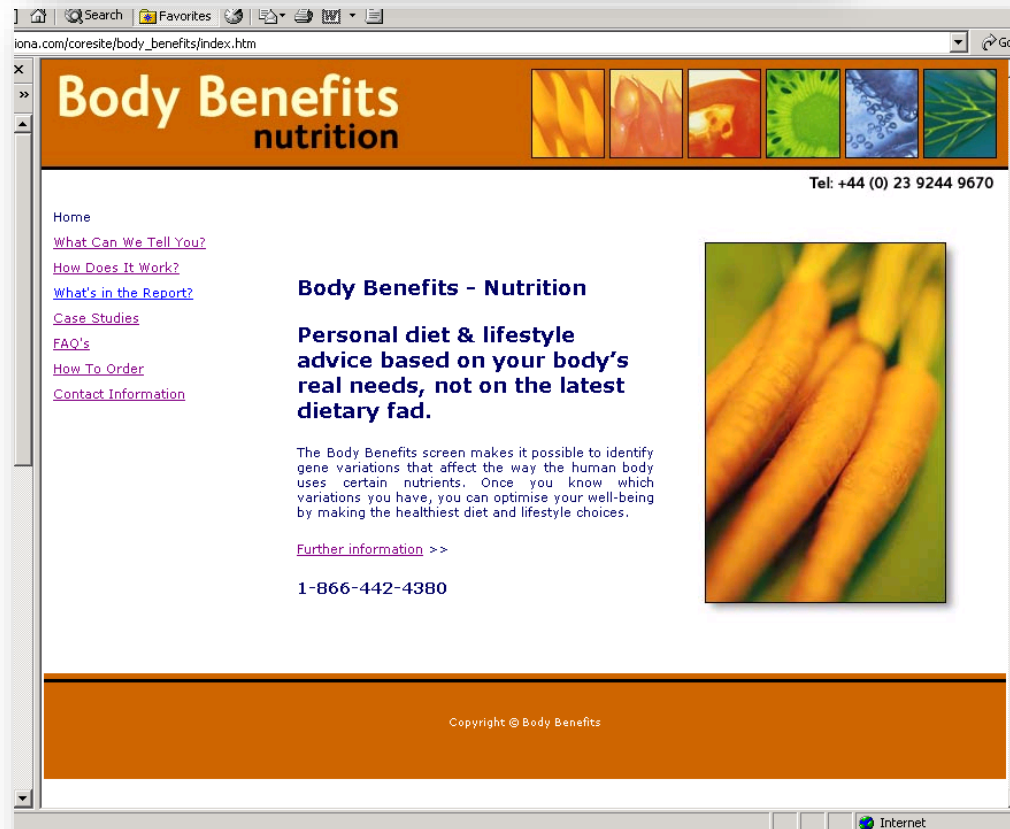 Search Favorites
iona.com/coresite/body_benefits/index.htm
Body Benefits
nutrition
Tel: +44 (0) 23 9244 9670
Home
What Can We Tell You?
How Does It Work?
What's in the Report?
Case Studies
FAQ's
How To Order
Contact Information
Body Benefits - Nutrition
Personal diet & lifestyle
advice based on your body's
real needs, not on the latest
dietary fad.
The Body Benefits screen makes it possible to identify
gene variations that affect the way the human body
uses certain nutrients. Once you know which
variations you have, you can optimise your well-being
by making the healthiest diet and lifestyle choices.
Further information >>
1-866-442-4380
Copyright © Body Benefits
Internet